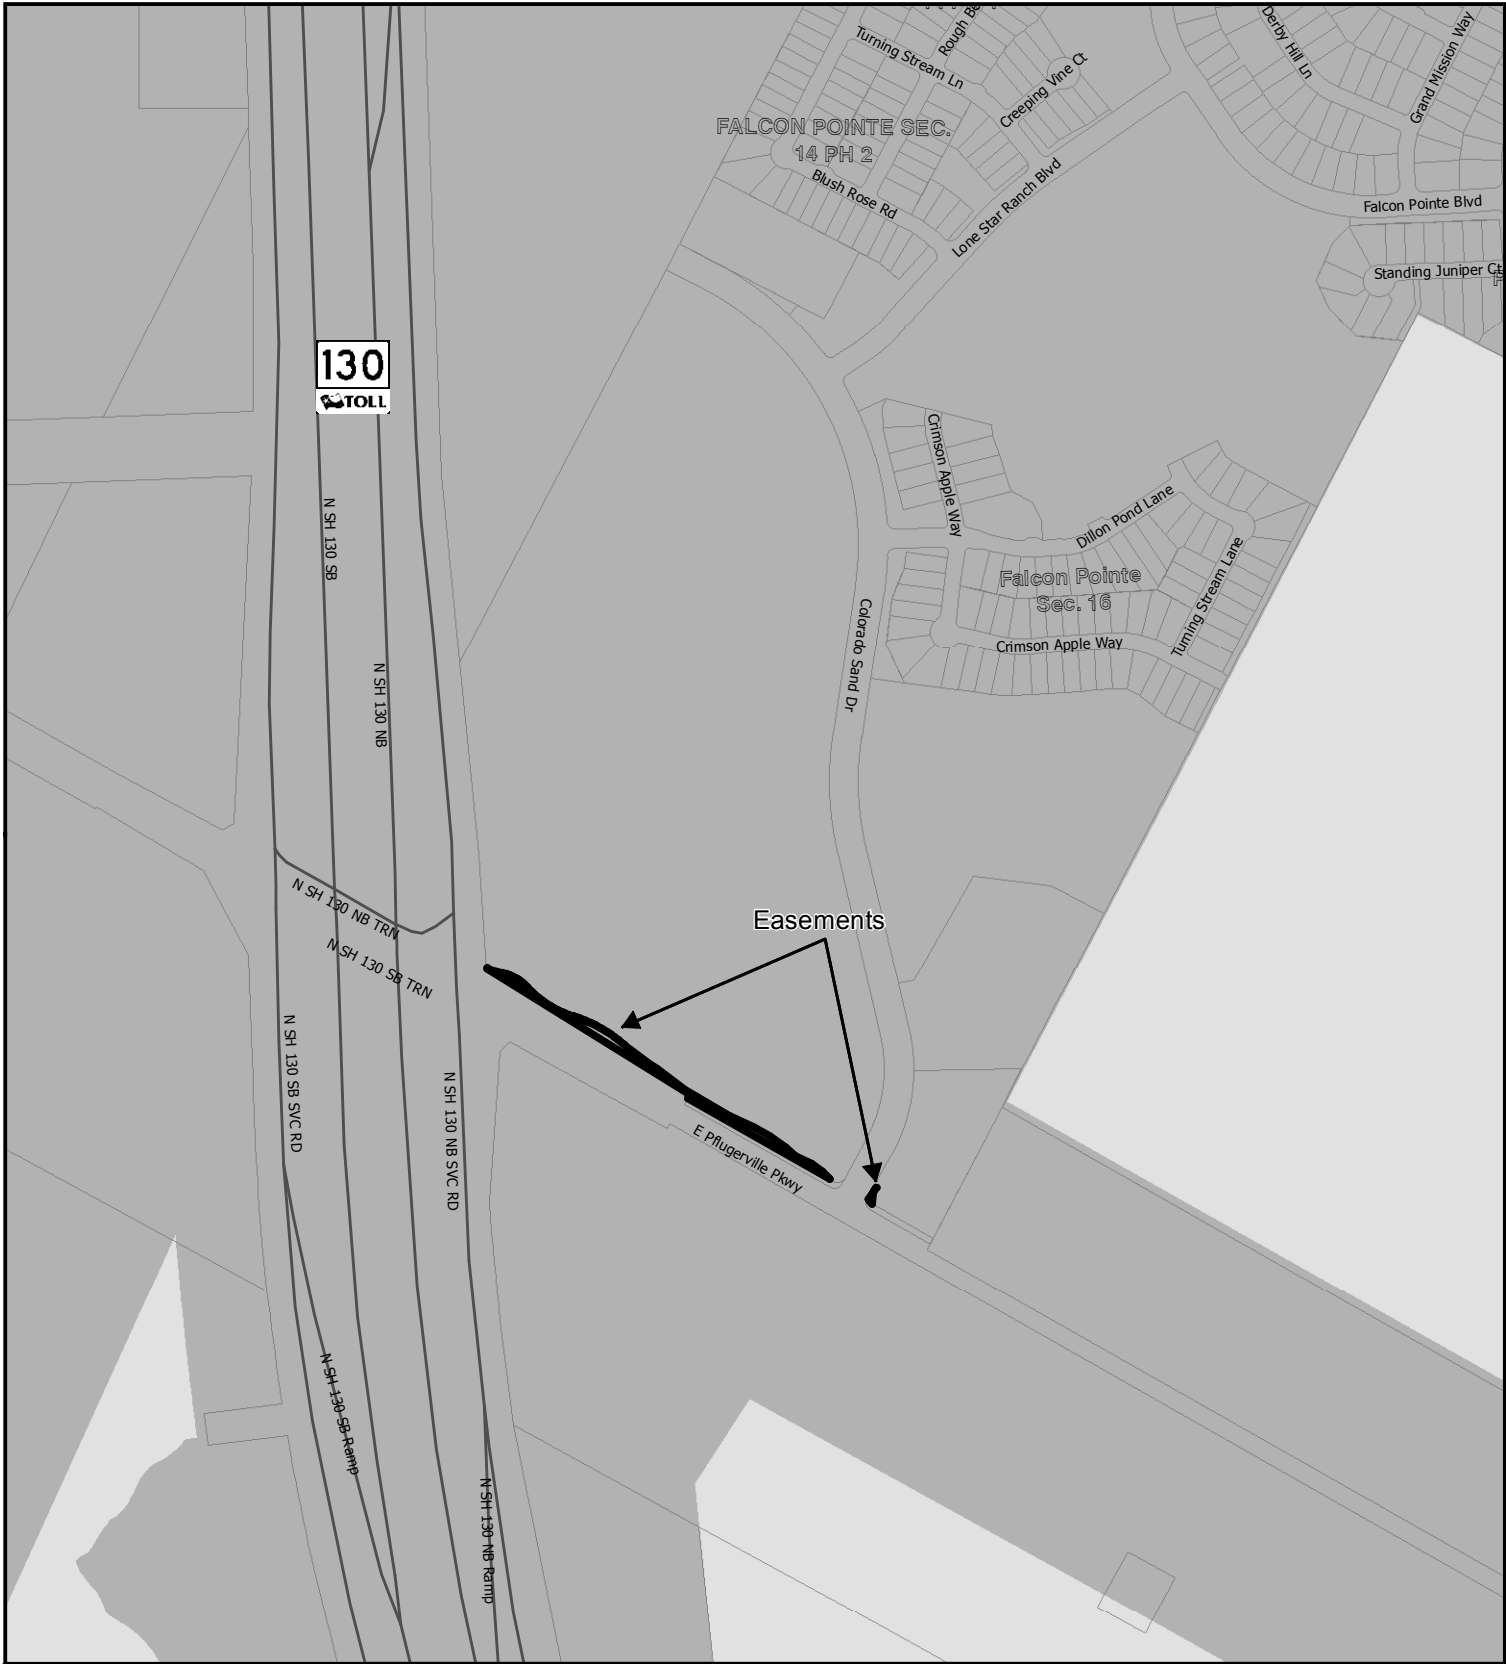 Rough Be
Turning Stream Ln
Creeping Vine Ct
Derby Hill Ln
Grand Mission Way
FALCON POINTE SEC.
14 PH 2
Blush Rose Rd
Lone Star Ranch Blvd
Falcon Pointe Blvd
Standing Juniper Ct
F
130
TOLL
Crimson Apple Way
Dillon Pond Lane
N SH 130 SB
Turning Stream Lane
Falcon Pointe
Sec. 16
Colorado Sand Dr
Crimson Apple Way
N SH 130 NB
N SH 130 NB TRN
Easements
N SH 130 SB TRN
N SH 130 SB SVC RD
N SH 130 NB SVC RD
E Pflugerville Pkwy
N SH 130 SB Ramp
N SH 130 NB Ramp